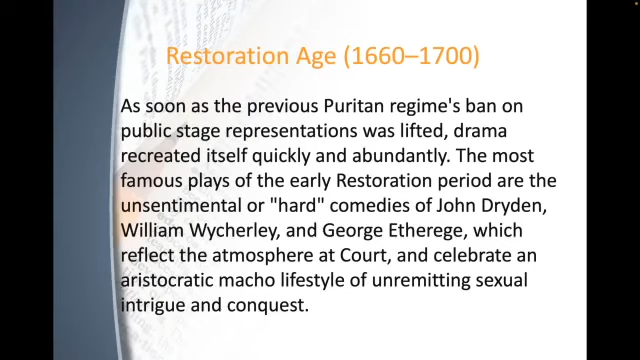 Restoration Age (1660–1700)
As soon as the previous Puritan regime's ban on
public stage representations was lifted, drama
recreated itself quickly and abundantly. The most
famous plays of the early Restoration period are the
unsentimental or "hard" comedies of John Dryden,
William Wycherley, and George Etherege, which
reflect the atmosphere at Court, and celebrate an
aristocratic macho lifestyle of unremitting sexual
intrigue and conquest.